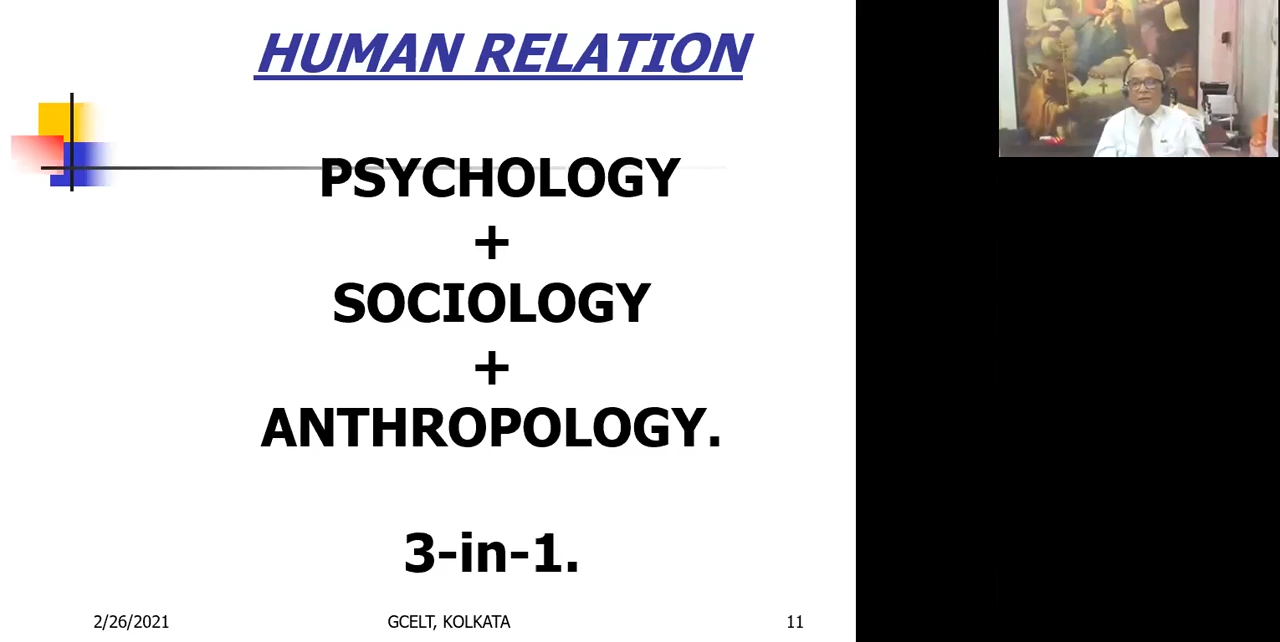 HUMAN RELATION
PSYCHOLOGY
+
SOCIOLOGY
+
ANTHROPOLOGY.
3-in-1.
2/26/2021
GCELT, KOLKATA
11